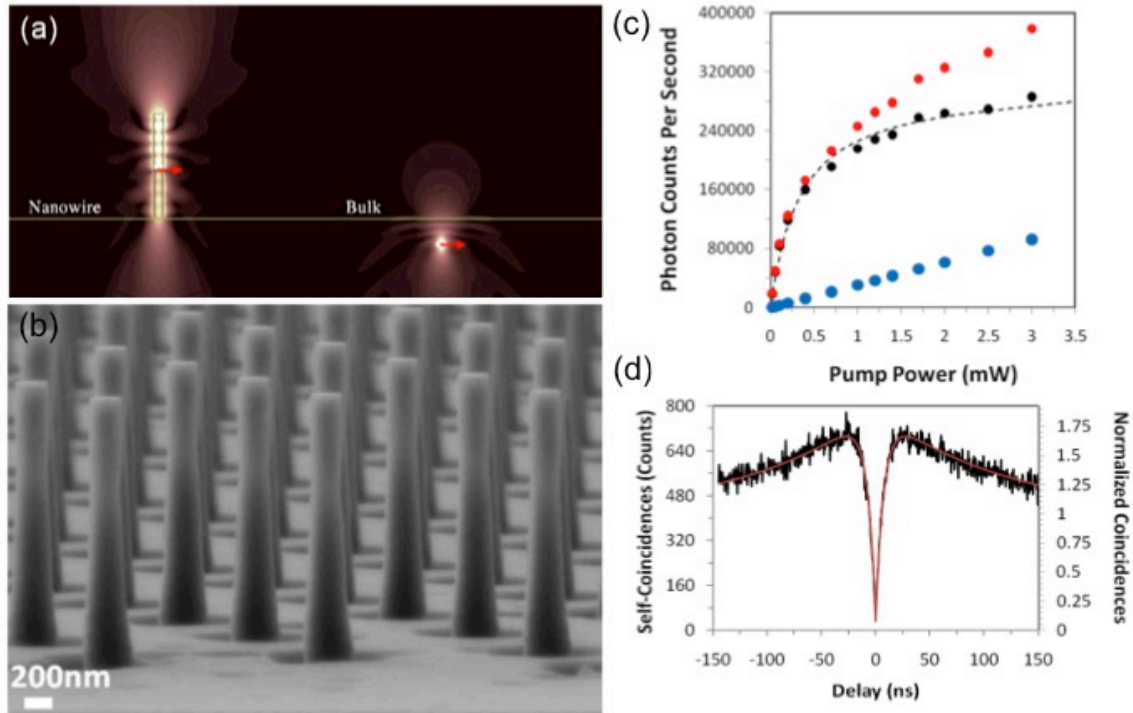 (a)
Nanowire
Bulk
(b)
200nm
(c)
Photon Counts Per Second
400000
320000
240000
160000
80000
0
0 0.5 1 1.5 2 2.5 3 3.5
Pump Power (mW)
(d)
Self-Coincidences (Counts)
800
640
480
320
160
0
1.75
1.5
1.25
1
0.75
0.5
0.25
0
Normalized Coincidences
-150 -100 -50 0 50 100 150
Delay (ns)